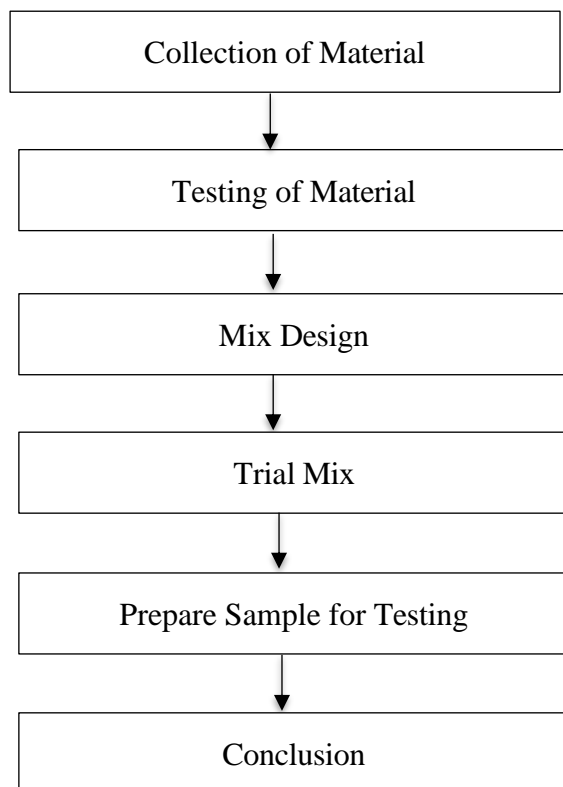 Collection of Material
Testing of Material
Mix Design
Trial Mix
Prepare Sample for Testing
Conclusion